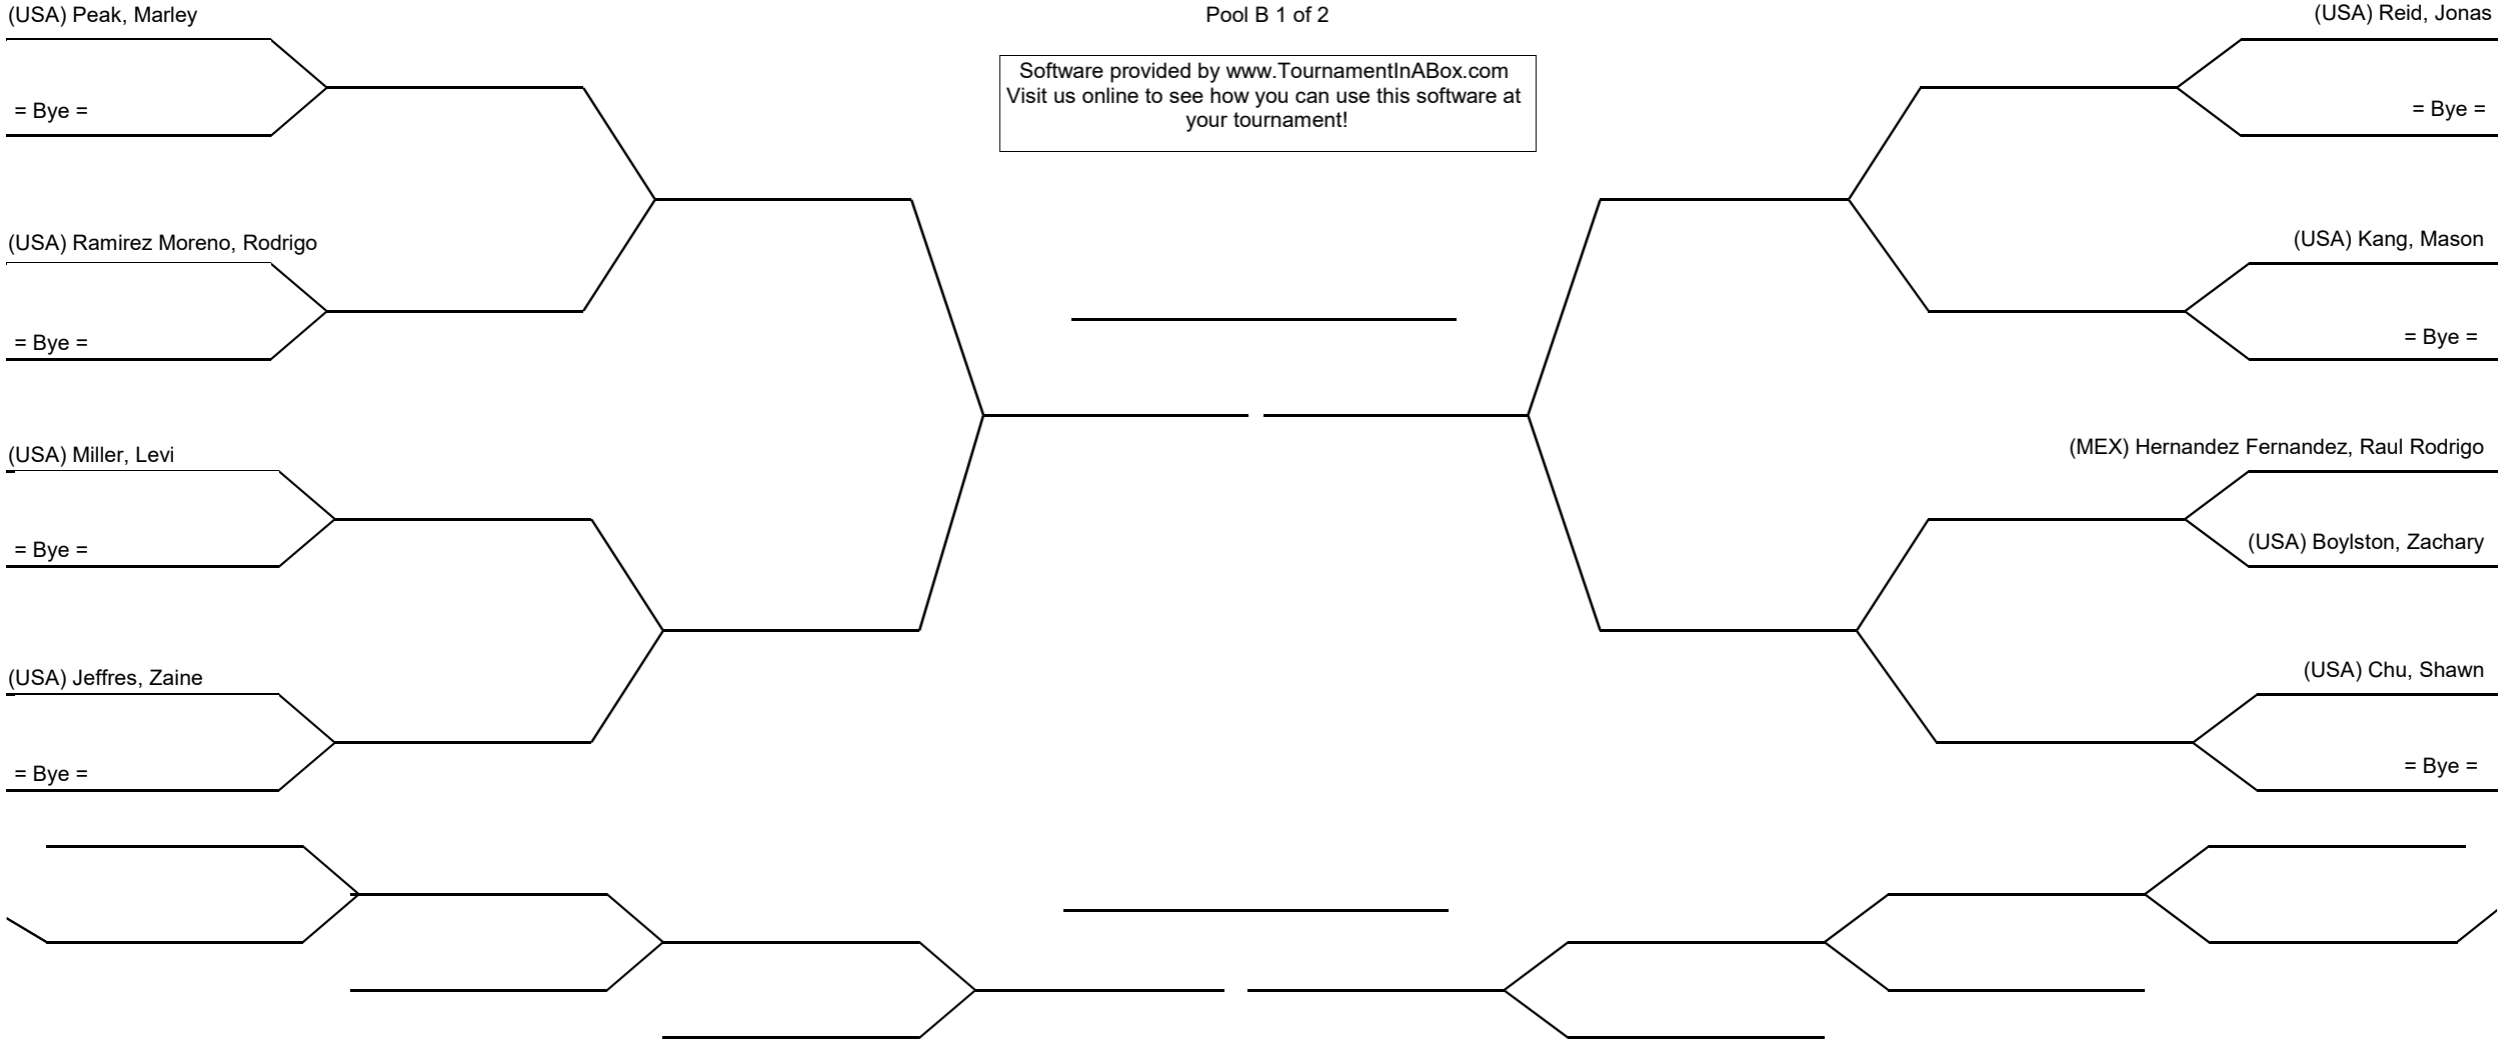 Pool B 1 of 2
Software provided by www.TournamentInABox.com
Visit us online to see how you can use this software at
your tournament!
(USA) Peak, Marley
= Bye =
(USA) Ramirez Moreno, Rodrigo
= Bye =
(USA) Miller, Levi
= Bye =
(USA) Jeffres, Zaine
= Bye =
(USA) Reid, Jonas
= Bye =
(USA) Kang, Mason
= Bye =
(MEX) Hernandez Fernandez, Raul Rodrigo
(USA) Boylston, Zachary
(USA) Chu, Shawn
= Bye =